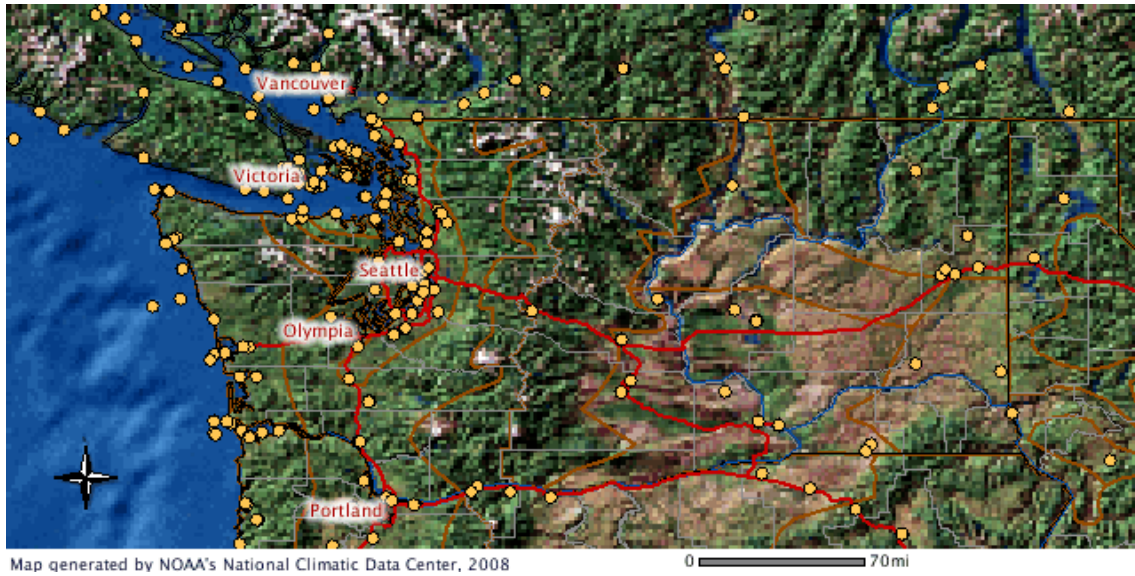 Vancouver
Victoria
Seattle
Olympia
Portland
Map generated by NOAA's National Climatic Data Center, 2008
0 70mi